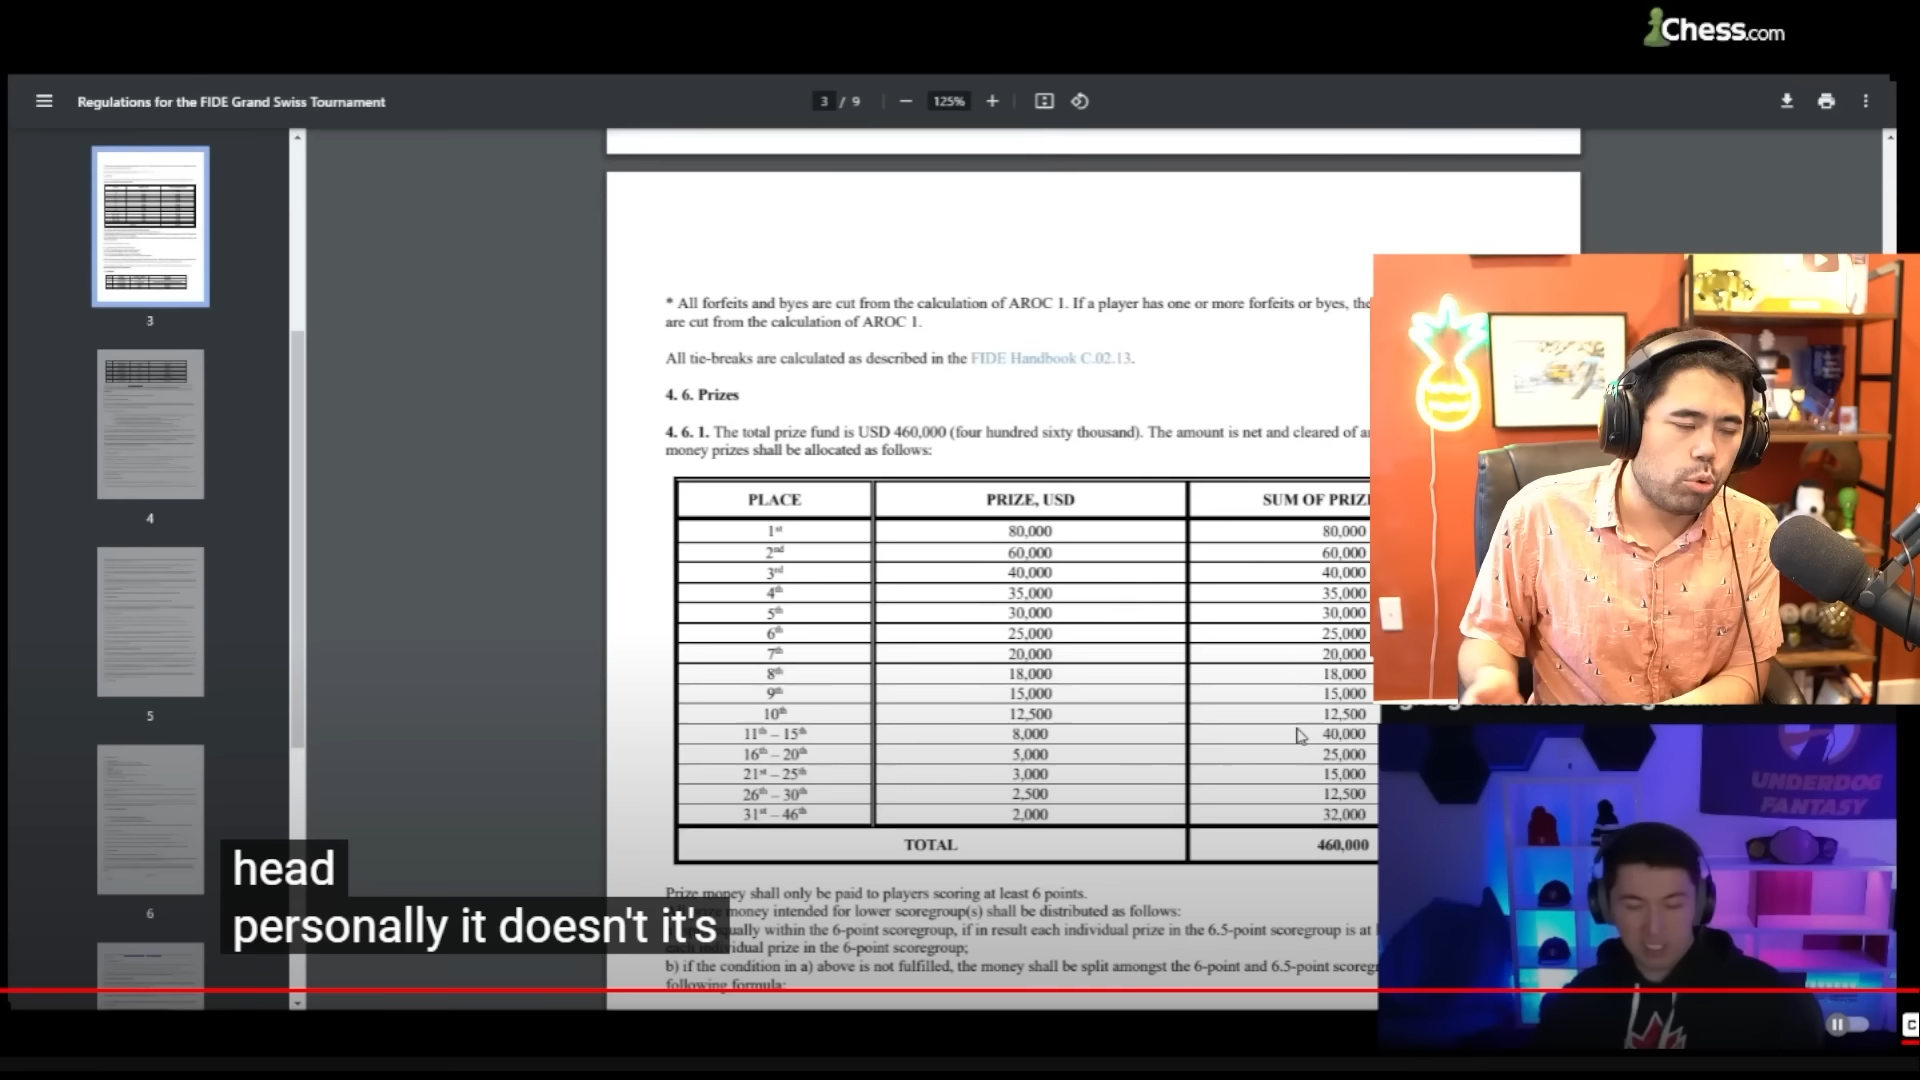 Chess.com
Regulations for the FIDE Grand Swiss Tournament
3 / 9
125%
* All forfeits and byes are cut from the calculation of AROC 1. If a player has one or more forfeits or byes, the
are cut from the calculation of AROC 1.
All tie-breaks are calculated as described in the FIDE Handbook C.02.13.
4. 6. Prizes
4. 6. 1. The total prize fund is USD 460,000 (four hundred sixty thousand). The amount is net and cleared of
money prizes shall be allocated as follows:
PLACE PRIZE, USD SUM OF
1st 80,000 80,000
2nd 60,000 60,000
3rd 40,000 40,000
4th 35,000 35,000
5th 30,000 30,000
6th 25,000 25,000
7th 20,000 20,000
8th 18,000 18,000
9th 15,000 15,000
10th 12,500 12,500
11th – 15th 8,000 40,000
16th – 20th 5,000 25,000
21st – 25th 3,000 15,000
26th – 30th 2,500 12,500
31st – 46th 2,000 32,000
TOTAL 460,000
Prize money shall only be paid to players scoring at least 6 points.
money intended for lower scoregroup(s) shall be distributed as follows:
within the 6-point scoregroup, if in result each individual prize in the 6.5-point scoregroup is at
each individual prize in the 6-point scoregroup;
b) if the condition in a) above is not fulfilled, the money shall be split amongst the 6-point and 6.5-point
following formula:
3
4
5
6
head
personally it doesn't it's
UNDERDOG
FANTASY